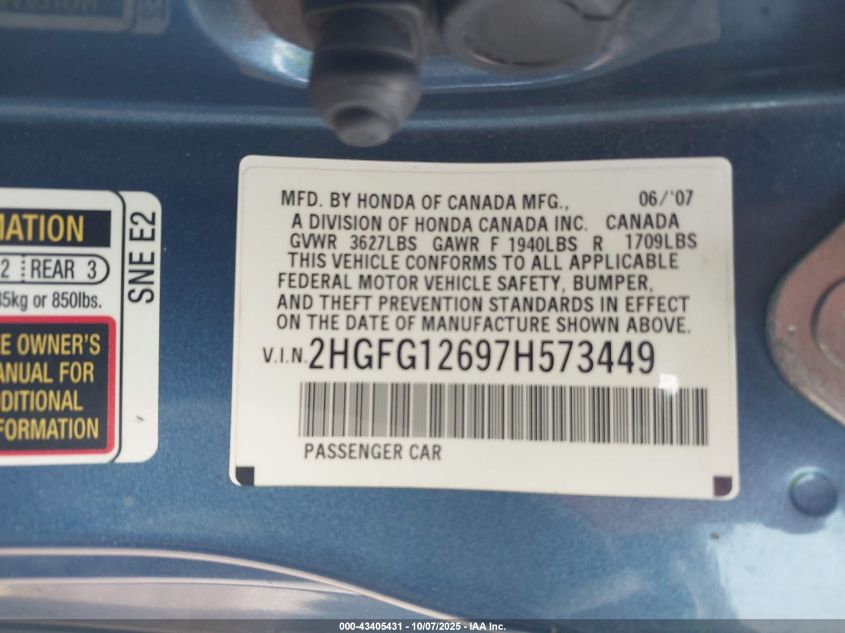 MFD. BY HONDA OF CANADA MFG., 06/'07
A DIVISION OF HONDA CANADA INC. CANADA
GVWR 3627LBS GAWR F 1940LBS R 1709LBS
THIS VEHICLE CONFORMS TO ALL APPLICABLE
FEDERAL MOTOR VEHICLE SAFETY, BUMPER,
AND THEFT PREVENTION STANDARDS IN EFFECT
ON THE DATE OF MANUFACTURE SHOWN ABOVE.
V.I.N. 2HGFG12697H573449
PASSENGER CAR
MATION
2 REAR 3
45kg or 850lbs.
E OWNER'S
ANUAL FOR
DDITIONAL
FORMATION
SNE E2
000-43405431 - 10/07/2025 - IAA Inc.